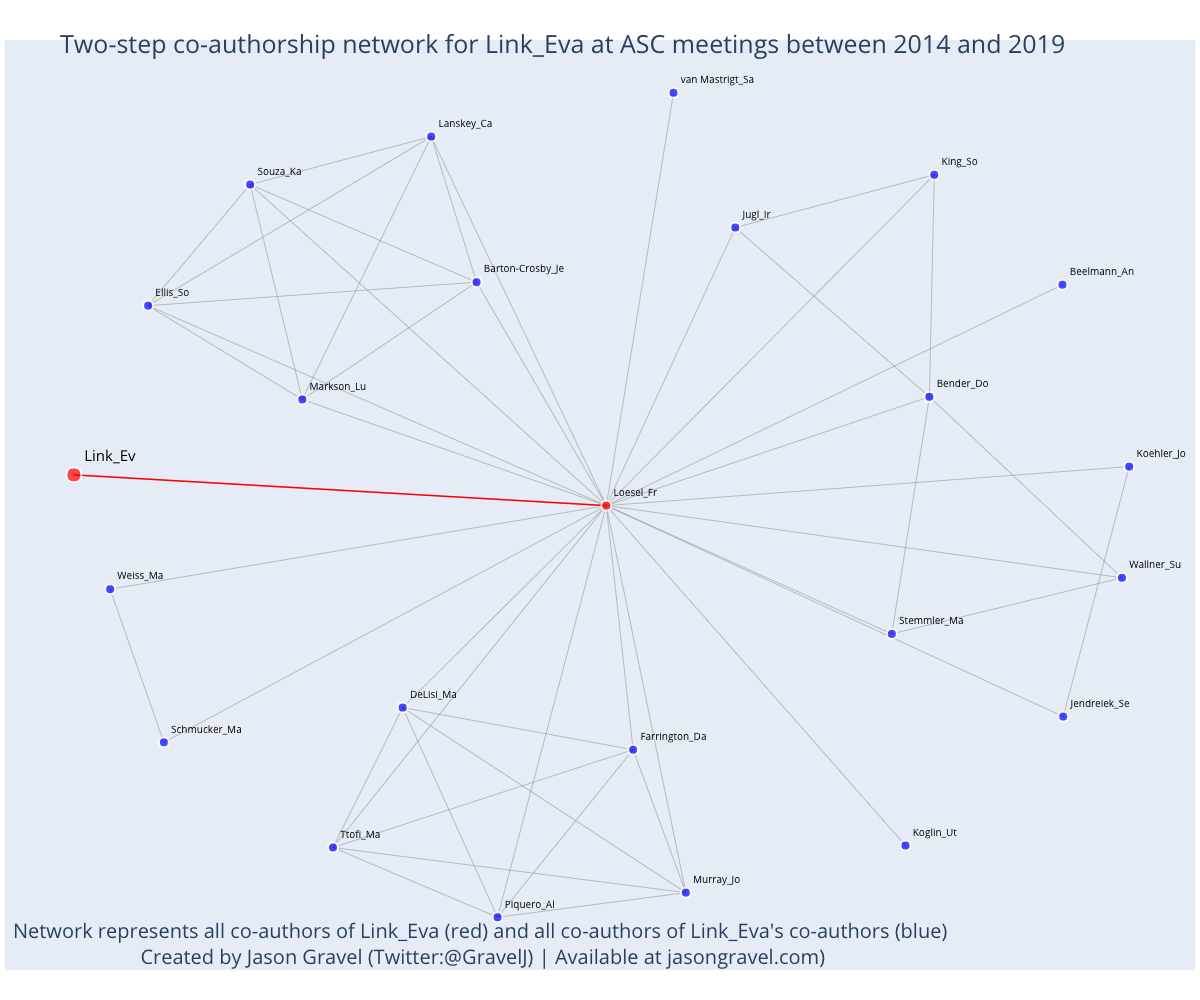 Two-step co-authorship network for Link_Eva at ASC meetings between 2014 and 2019
van Mastrigt_Sa
Lanskey_Ca
King_So
Souza_Ka
Jugl_Ir
Barton-Crosby_Je
Beelmann_An
Ellis_So
Markson_Lu
Bender_Do
Link_Ev
Koehler_Jo
Loesel_Fr
Wallner_Su
Weiss_Ma
Stemmler_Ma
DeLisi_Ma
Jendreiek_Se
Schmucker_Ma
Farrington_Da
Ttofi_Ma
Koglin_Ut
Murray_Jo
Piquero_Al
Network represents all co-authors of Link_Eva (red) and all co-authors of Link_Eva's co-authors (blue)
Created by Jason Gravel (Twitter:@GravelJ) | Available at jasongravel.com)